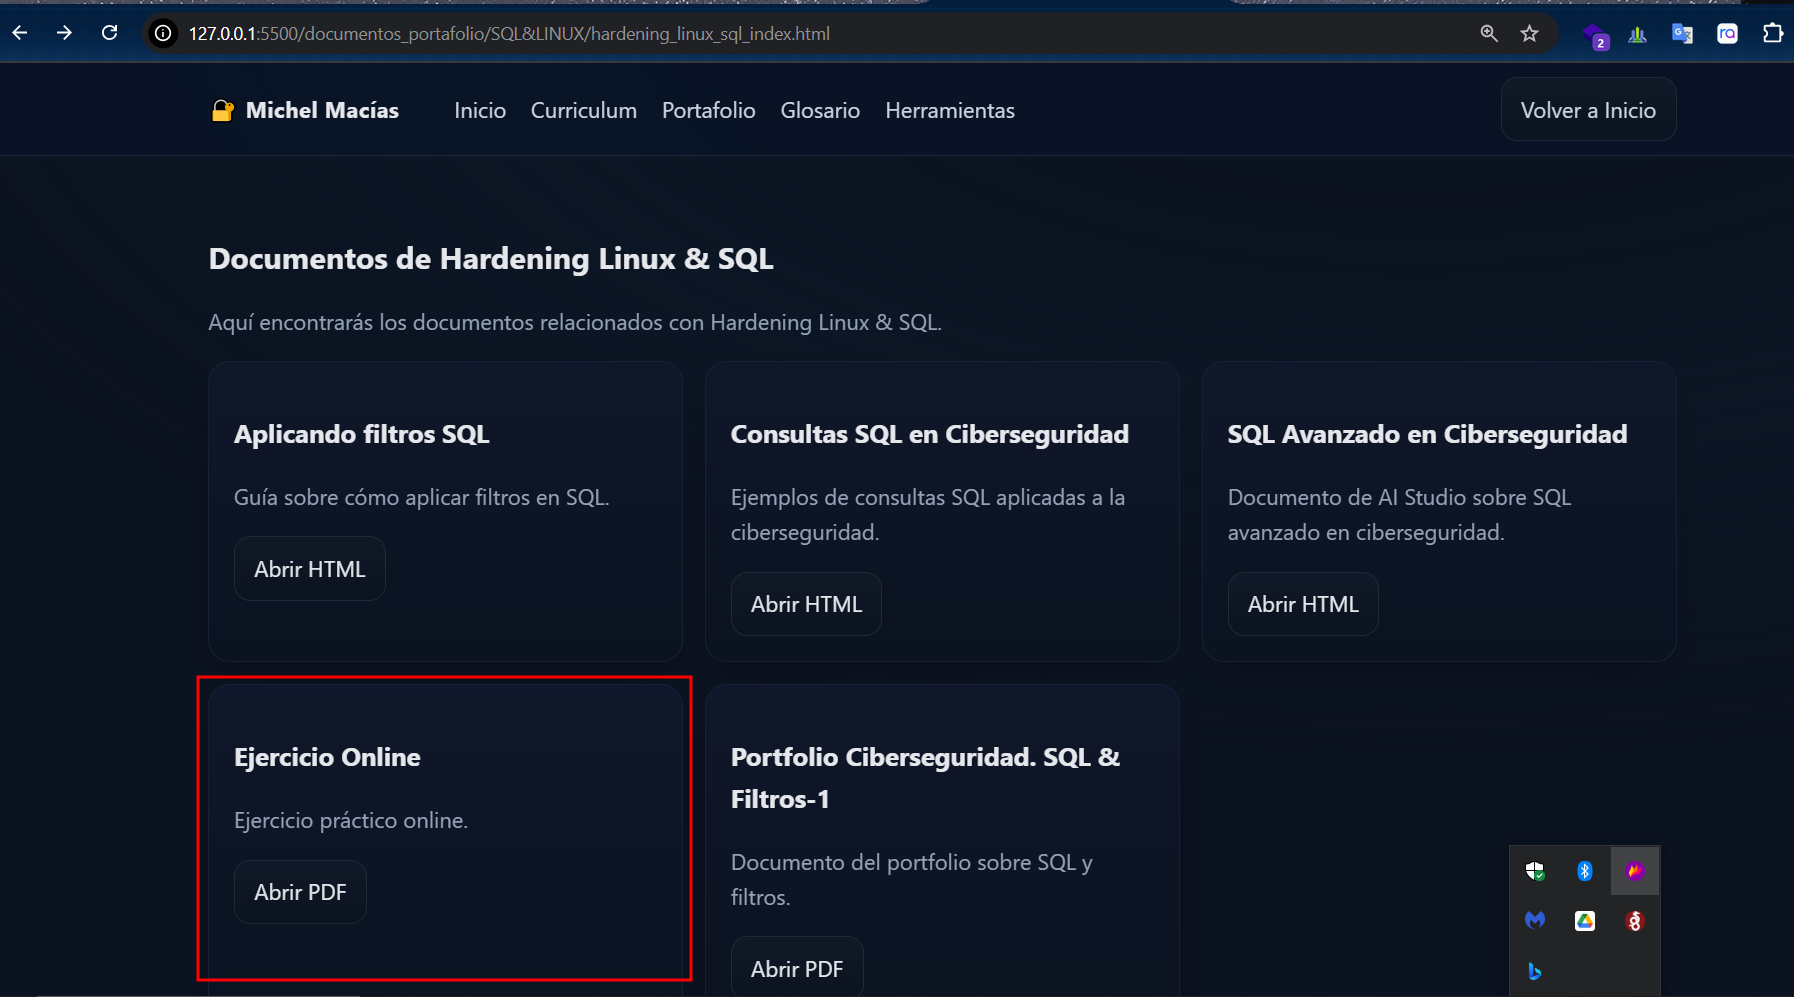 127.0.0.1:5500/documentos_portafolio/SQL&LINUX/hardening_linux_sql_index.html
2
Michel Macías
Inicio
Curriculum
Portafolio
Glosario
Herramientas
Volver a Inicio
Documentos de Hardening Linux & SQL
Aquí encontrarás los documentos relacionados con Hardening Linux & SQL.
Aplicando filtros SQL
Guía sobre cómo aplicar filtros en SQL.
Abrir HTML
Consultas SQL en Ciberseguridad
Ejemplos de consultas SQL aplicadas a la
ciberseguridad.
Abrir HTML
SQL Avanzado en Ciberseguridad
Documento de AI Studio sobre SQL
avanzado en ciberseguridad.
Abrir HTML
Ejercicio Online
Ejercicio práctico online.
Abrir PDF
Portfolio Ciberseguridad. SQL &
Filtros-1
Documento del portfolio sobre SQL y
filtros.
Abrir PDF